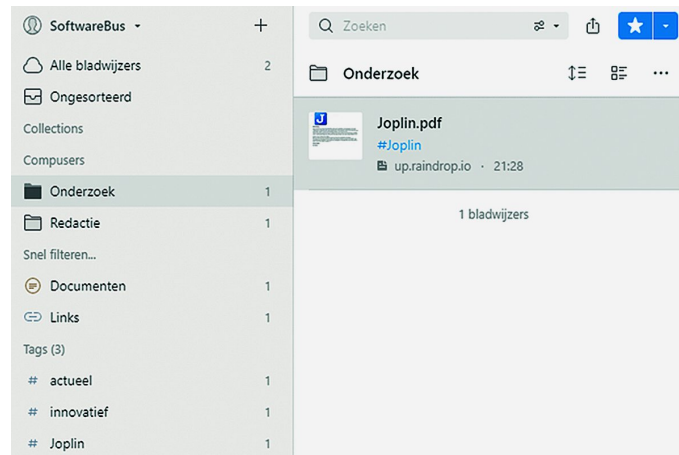 SoftwareBus
Alle bladwijzers 2
Ongesorteerd
Collections
Compusers
Onderzoek 1
Redactie 1
Snel filteren...
Documenten 1
Links 1
Tags (3)
# actueel 1
# innovatief 1
# Joplin 1
Zoeken
Onderzoek
J
Joplin.pdf
#Joplin
up.raindrop.io · 21:28
1 bladwijzers